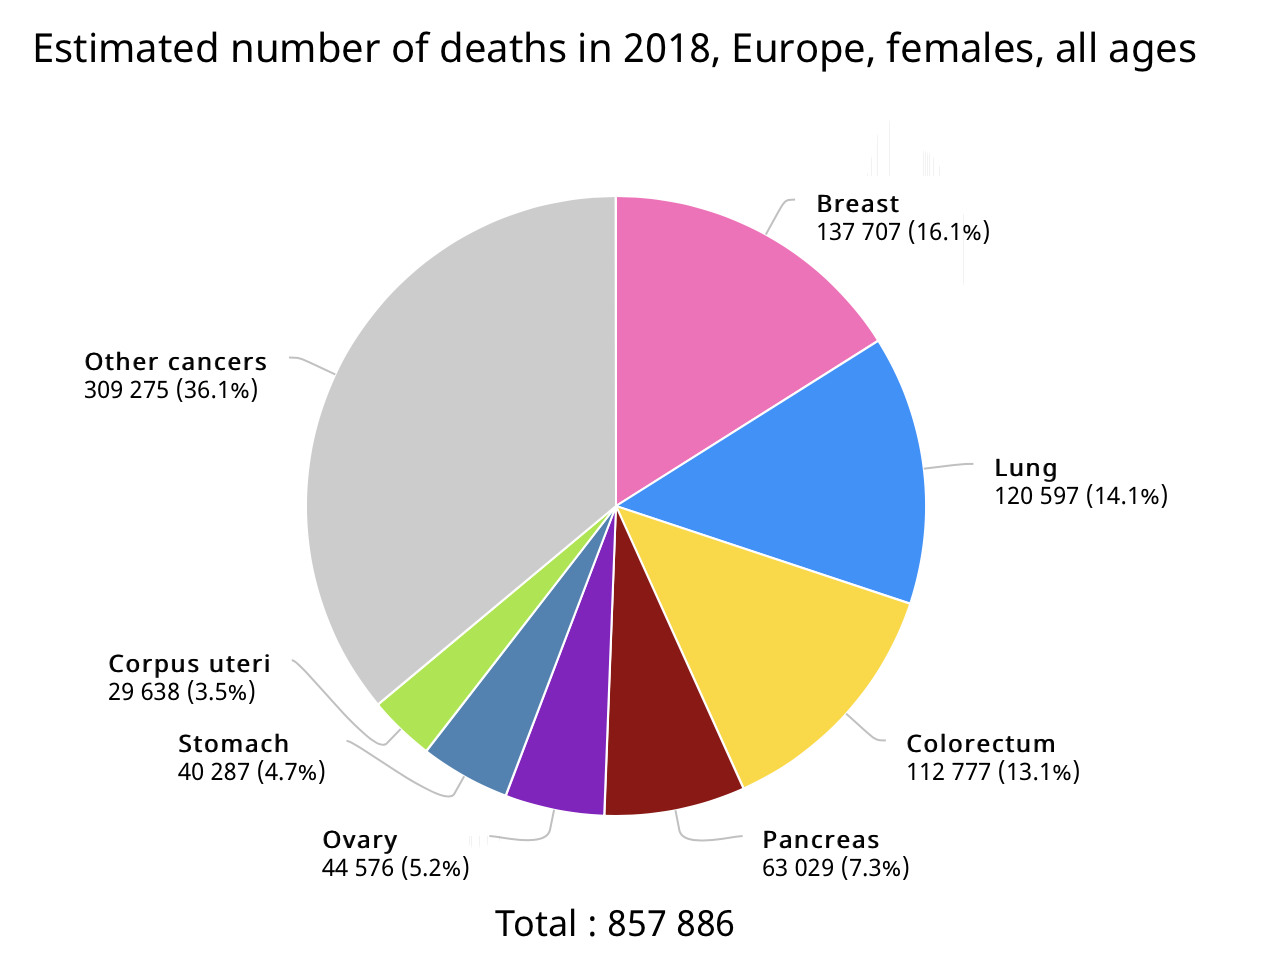 Estimated number of deaths in 2018, Europe, females, all ages
Breast
137 707 (16.1%)
Other cancers
309 275 (36.1%)
Lung
120 597 (14.1%)
Corpus uteri
29 638 (3.5%)
Stomach
40 287 (4.7%)
Colorectum
112 777 (13.1%)
Ovary
44 576 (5.2%)
Pancreas
63 029 (7.3%)
Total : 857 886